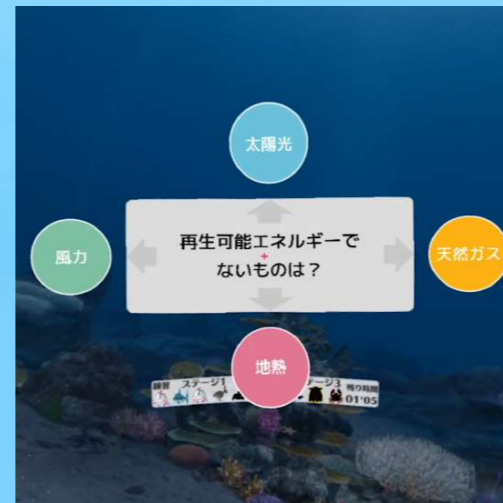 太陽光
風力
再生可能エネルギーで
ないものは？
天然ガス
地熱
練習 ステージ1 ージ3 残り時間
01'05